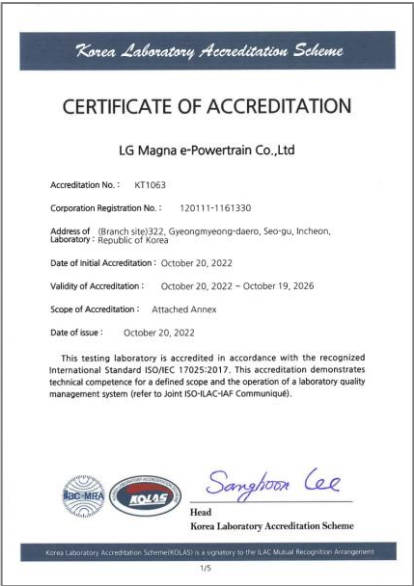 Korea Laboratory Accreditation Scheme
CERTIFICATE OF ACCREDITATION
LG Magna e-Powertrain Co.,Ltd
Accreditation No. : KT1063
Corporation Registration No. : 120111-1161330
Address of Laboratory : (Branch site)322, Gyeongmyeong-daero, Seo-gu, Incheon,
Republic of Korea
Date of Initial Accreditation : October 20, 2022
Validity of Accreditation : October 20, 2022 ~ October 19, 2026
Scope of Accreditation : Attached Annex
Date of issue : October 20, 2022
This testing laboratory is accredited in accordance with the recognized
International Standard ISO/IEC 17025:2017. This accreditation demonstrates
technical competence for a defined scope and the operation of a laboratory quality
management system (refer to Joint ISO-ILAC-IAF Communiqué).
ilac-MRA
KOLAS
Sanghoon Lee
Head
Korea Laboratory Accreditation Scheme
Korea Laboratory Accreditation Scheme(KOLAS) is a signatory to the ILAC Mutual Recognition Arrangement
1/5